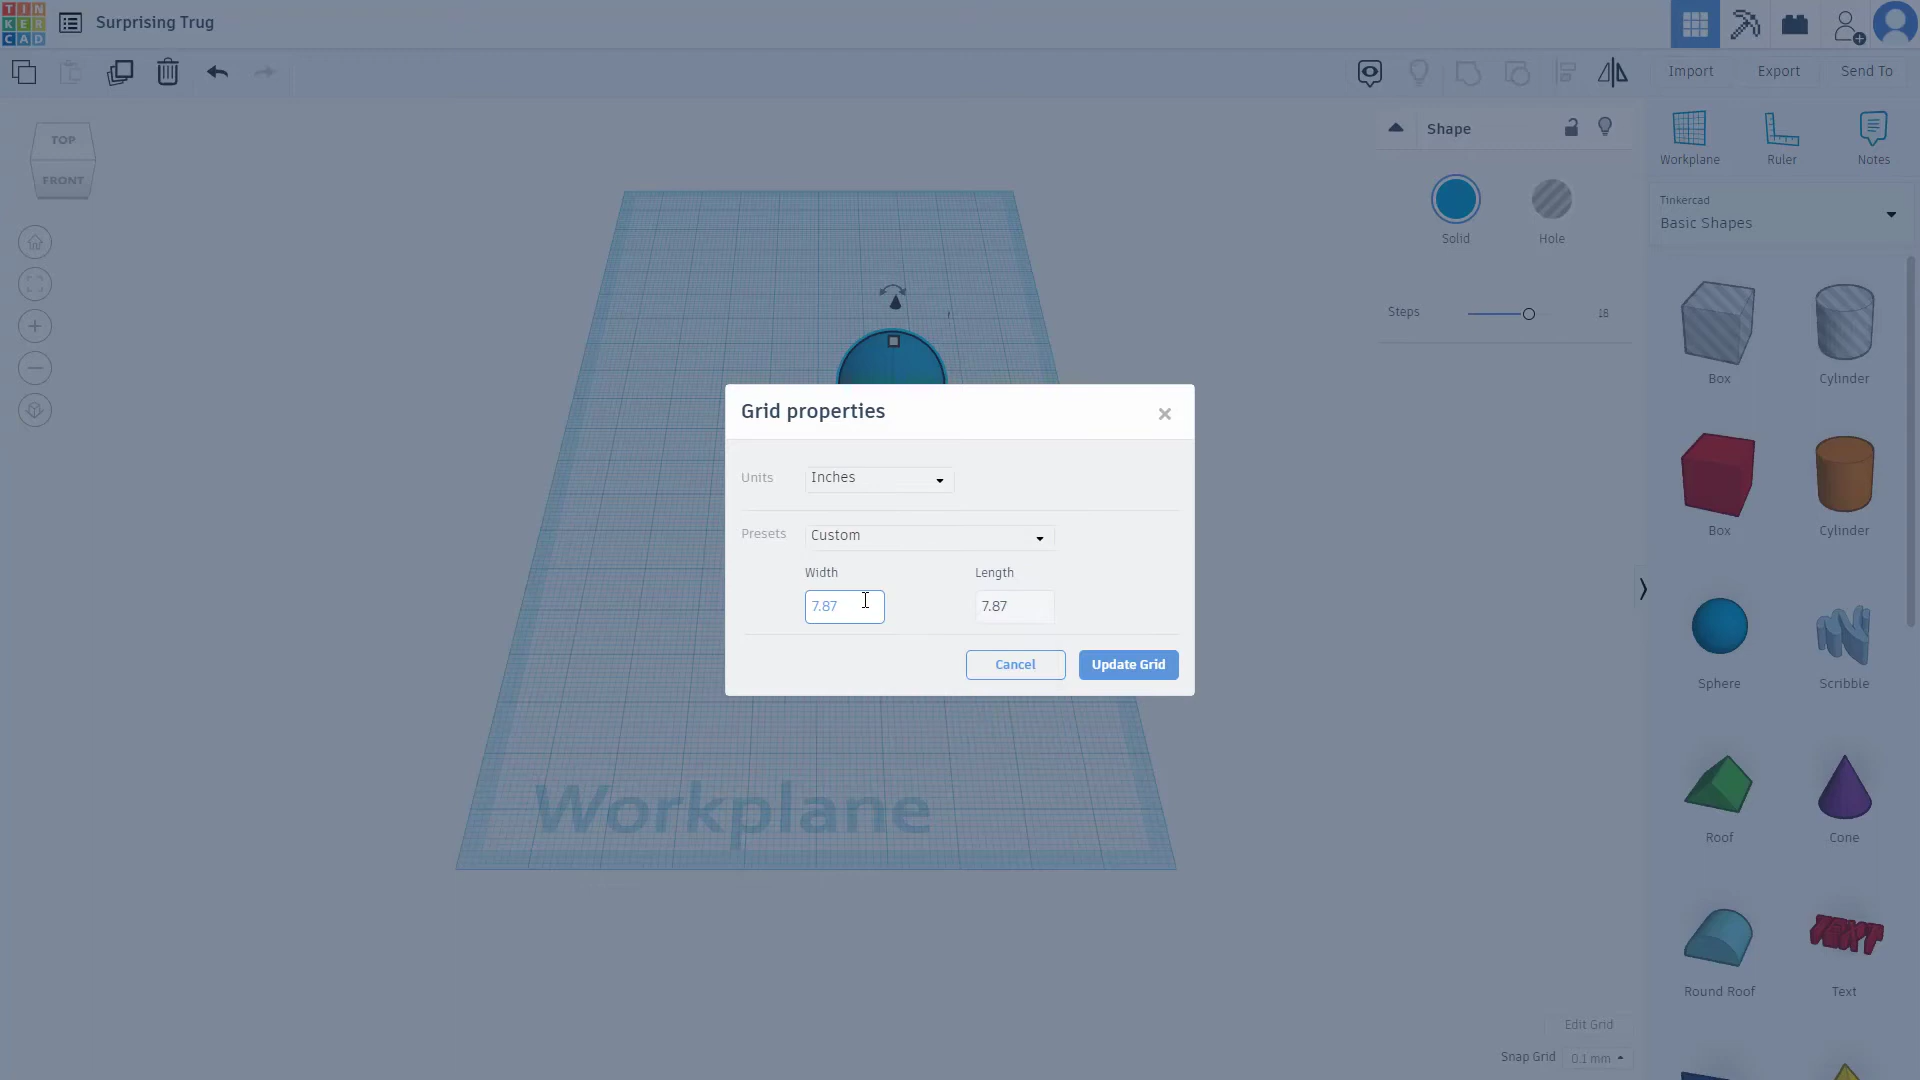 TIN
KER
CAD
Surprising Trug
Import
Export
Send To
TOP
FRONT
Shape
Workplane
Ruler
Notes
Solid
Hole
Tinkercad
Basic Shapes
Steps
18
Box
Cylinder
Grid properties
Units
Inches
Presets
Custom
Width
Length
7.87
7.87
Cancel
Update Grid
Box
Cylinder
Sphere
Scribble
Workplane
Roof
Cone
TEXT
Round Roof
Text
Edit Grid
Snap Grid
0.1 mm